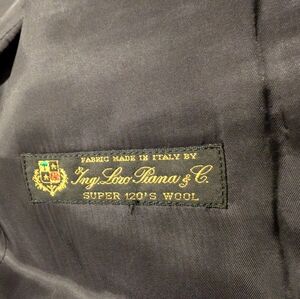 FABRIC MADE IN ITALY BY
Ing. Loro Piana & C.
SUPER 120'S WOOL